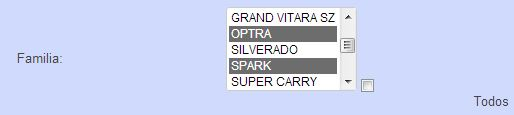 GRAND VITARA SZ
OPTRA
Familia:
SILVERADO
SPARK
SUPER CARRY
Todos